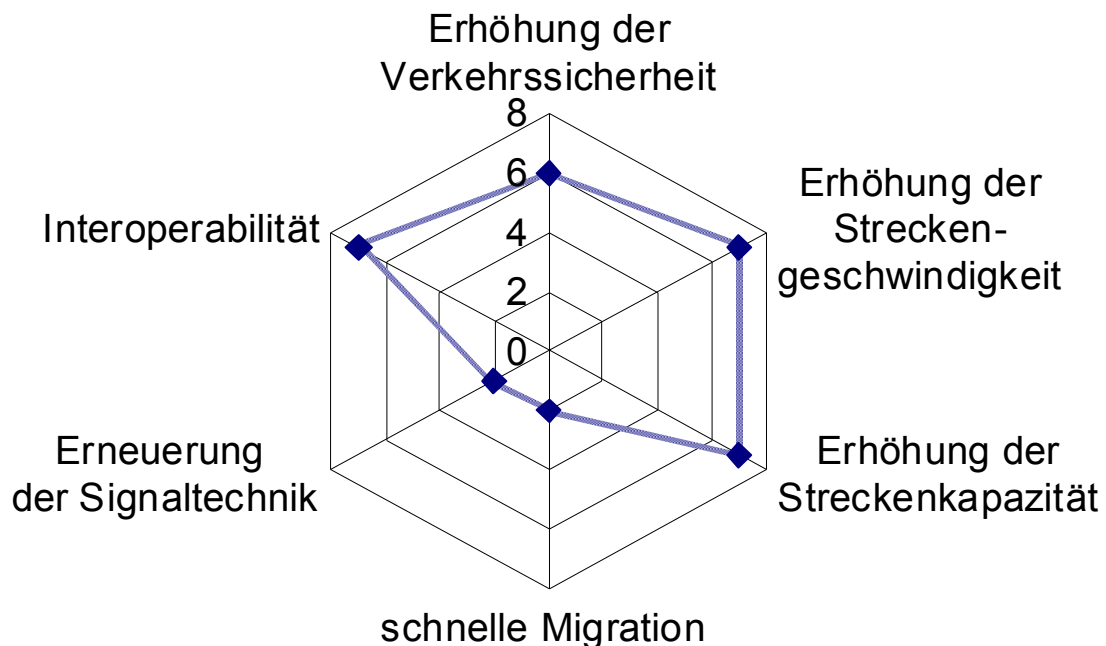 Erhöhung der
Verkehrssicherheit
8
6
4
2
0
Erhöhung der
Strecken-
geschwindigkeit
Erhöhung der
Streckenkapazität
schnelle Migration
Erneuerung
der Signaltechnik
Interoperabilität